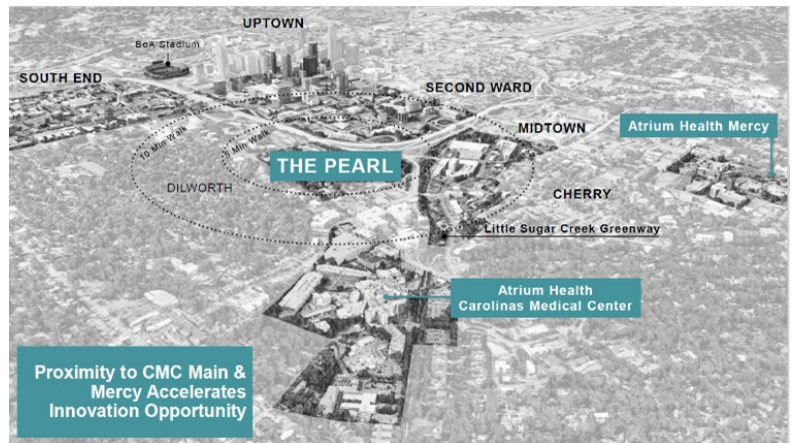 UPTOWN
BoA Stadium
SOUTH END
SECOND WARD
MIDTOWN
Atrium Health Mercy
10 Min Walk
5 Min Walk
THE PEARL
DILWORTH
CHERRY
Little Sugar Creek Greenway
Atrium Health
Carolinas Medical Center
Proximity to CMC Main &
Mercy Accelerates
Innovation Opportunity